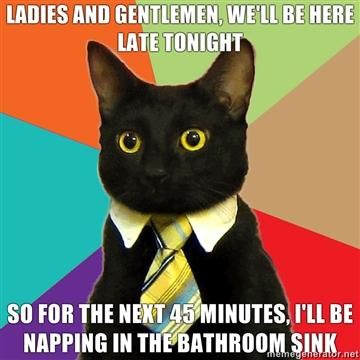 LADIES AND GENTLEMEN, WE'LL BE HERE
LATE TONIGHT
SO FOR THE NEXT 45 MINUTES, I'LL BE
NAPPING IN THE BATHROOM SINK
memegenerator.net